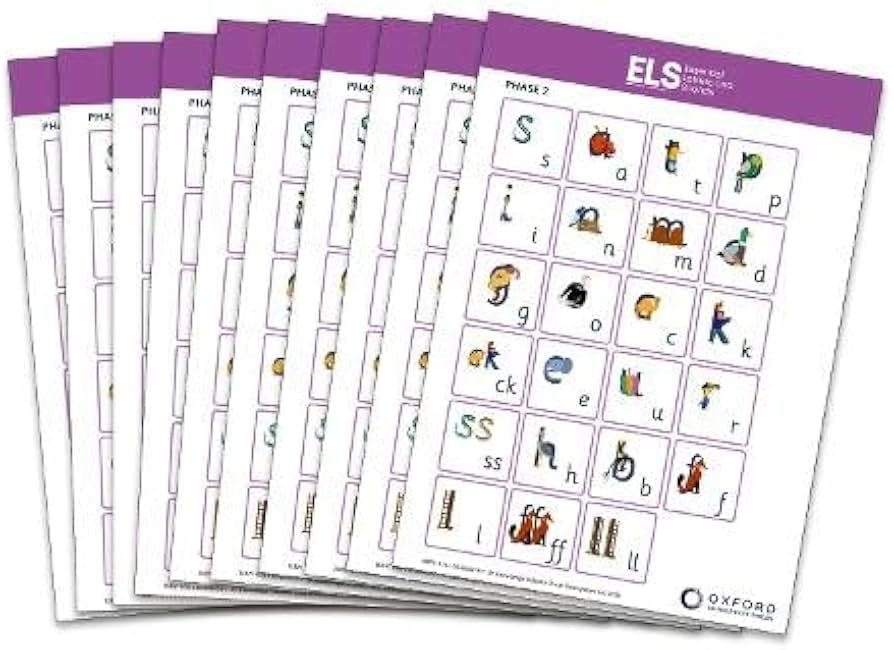 ELS
PHASE 2
s a t p
i n m d
g o c k
ck e u r
ss h b f
l ff ll
OXFORD